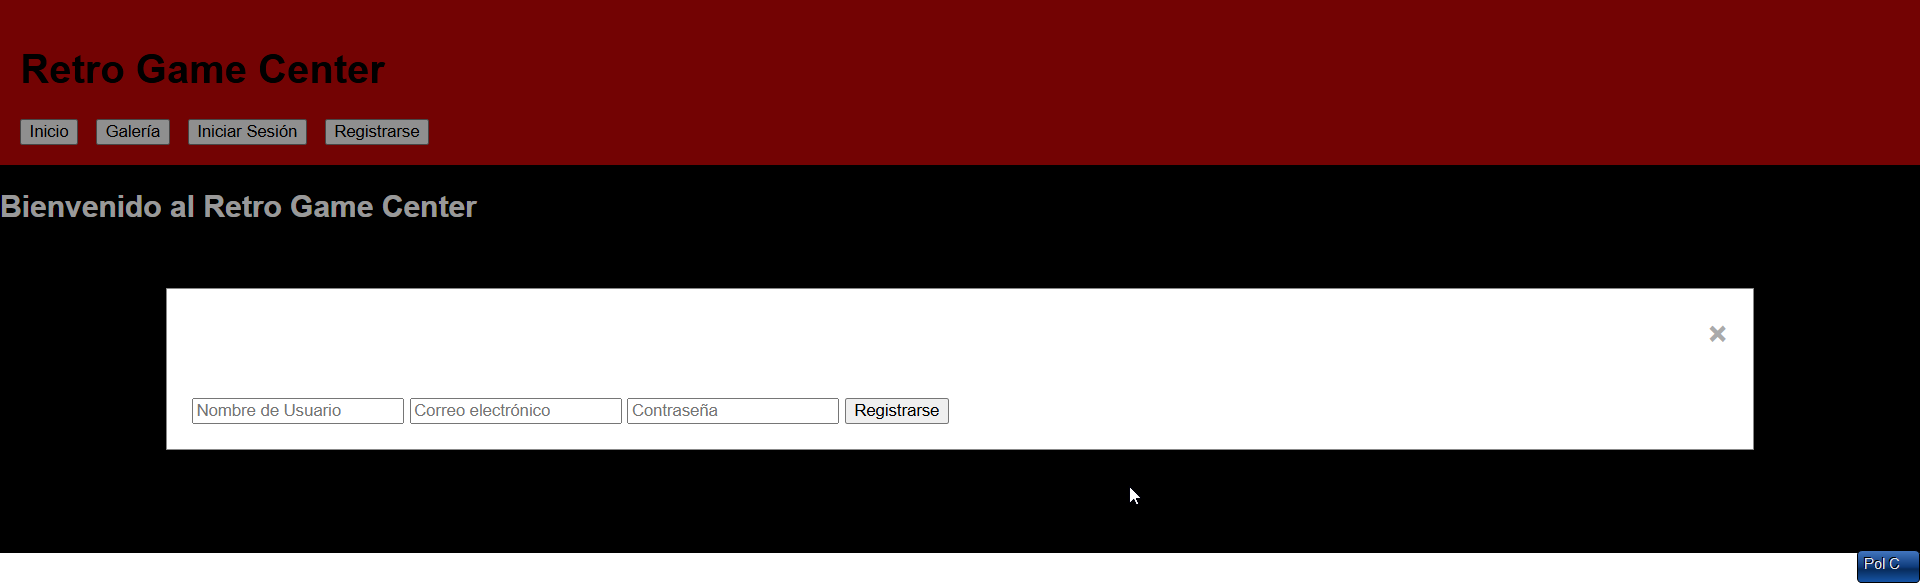 Retro Game Center
Inicio Galería Iniciar Sesión Registrarse
Bienvenido al Retro Game Center
×
Nombre de Usuario Correo electrónico Contraseña Registrarse
Pol C